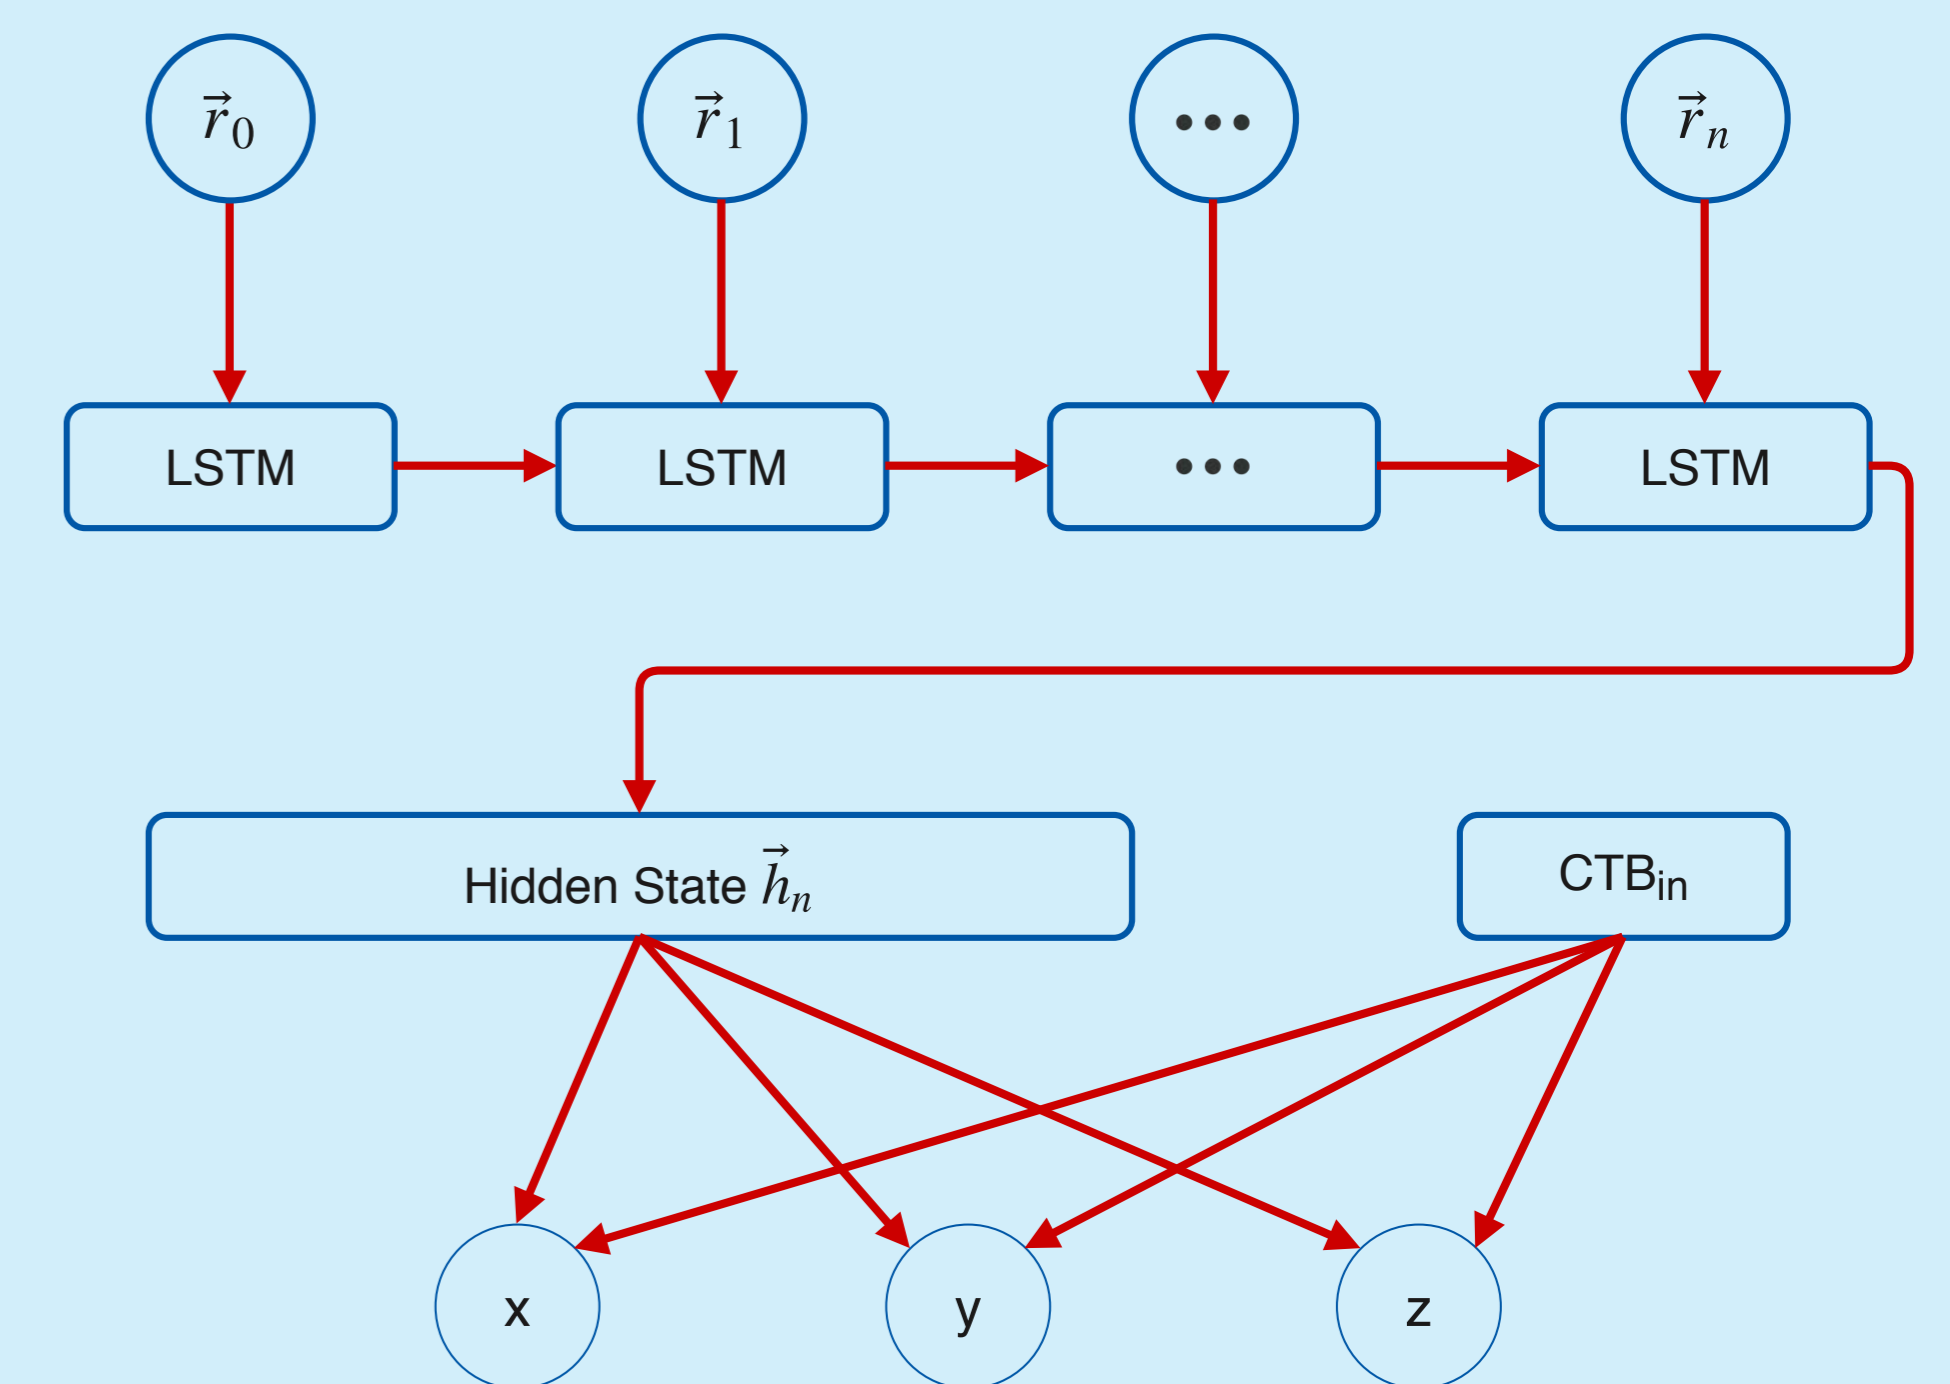 r⃗₀ r⃗₁ ••• r⃗ₙ
LSTM LSTM ••• LSTM
Hidden State h⃗ₙ CTBin
x y z